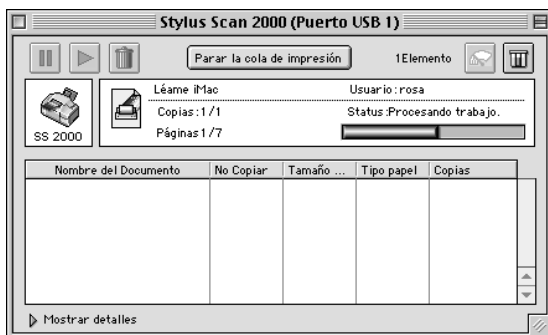 Stylus Scan 2000 (Puerto USB 1)
Parar la cola de impresión
1Elemento
SS 2000
Léame iMac
Usuario:rosa
Copias:1/1
Status:Procesando trabajo.
Páginas1/7
Nombre del Documento
No Copiar
Tamaño ...
Tipo papel
Copias
Mostrar detalles